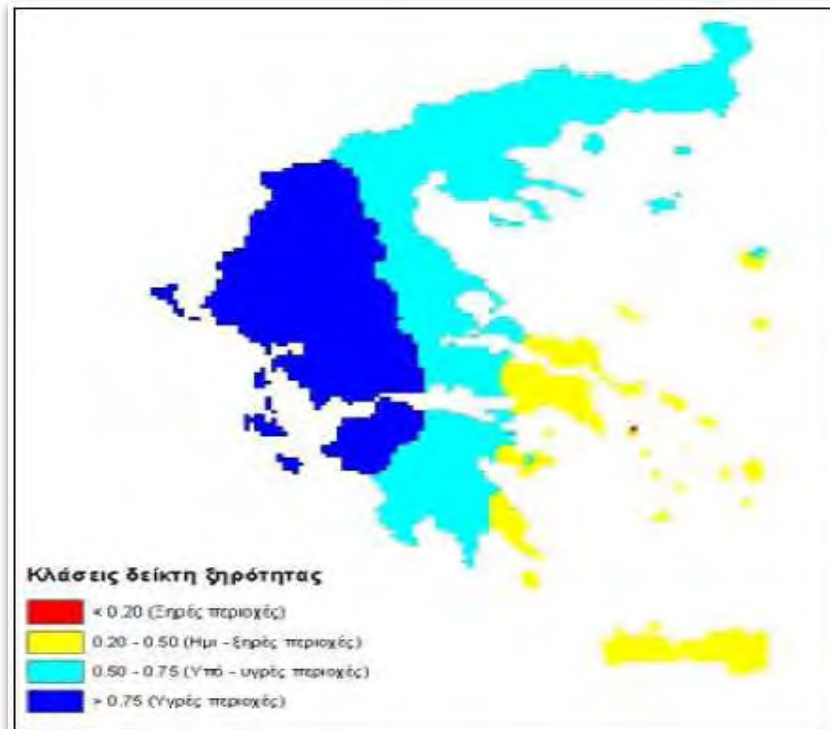 Κλάσεις δείκτη ξηρότητας
< 0.20 (Ξηρές περιοχές)
0.20 - 0.50 (Ημι - ξηρές περιοχές)
0.50 - 0.75 (Υπό - υγρές περιοχές)
> 0.75 (Υγρές περιοχές)